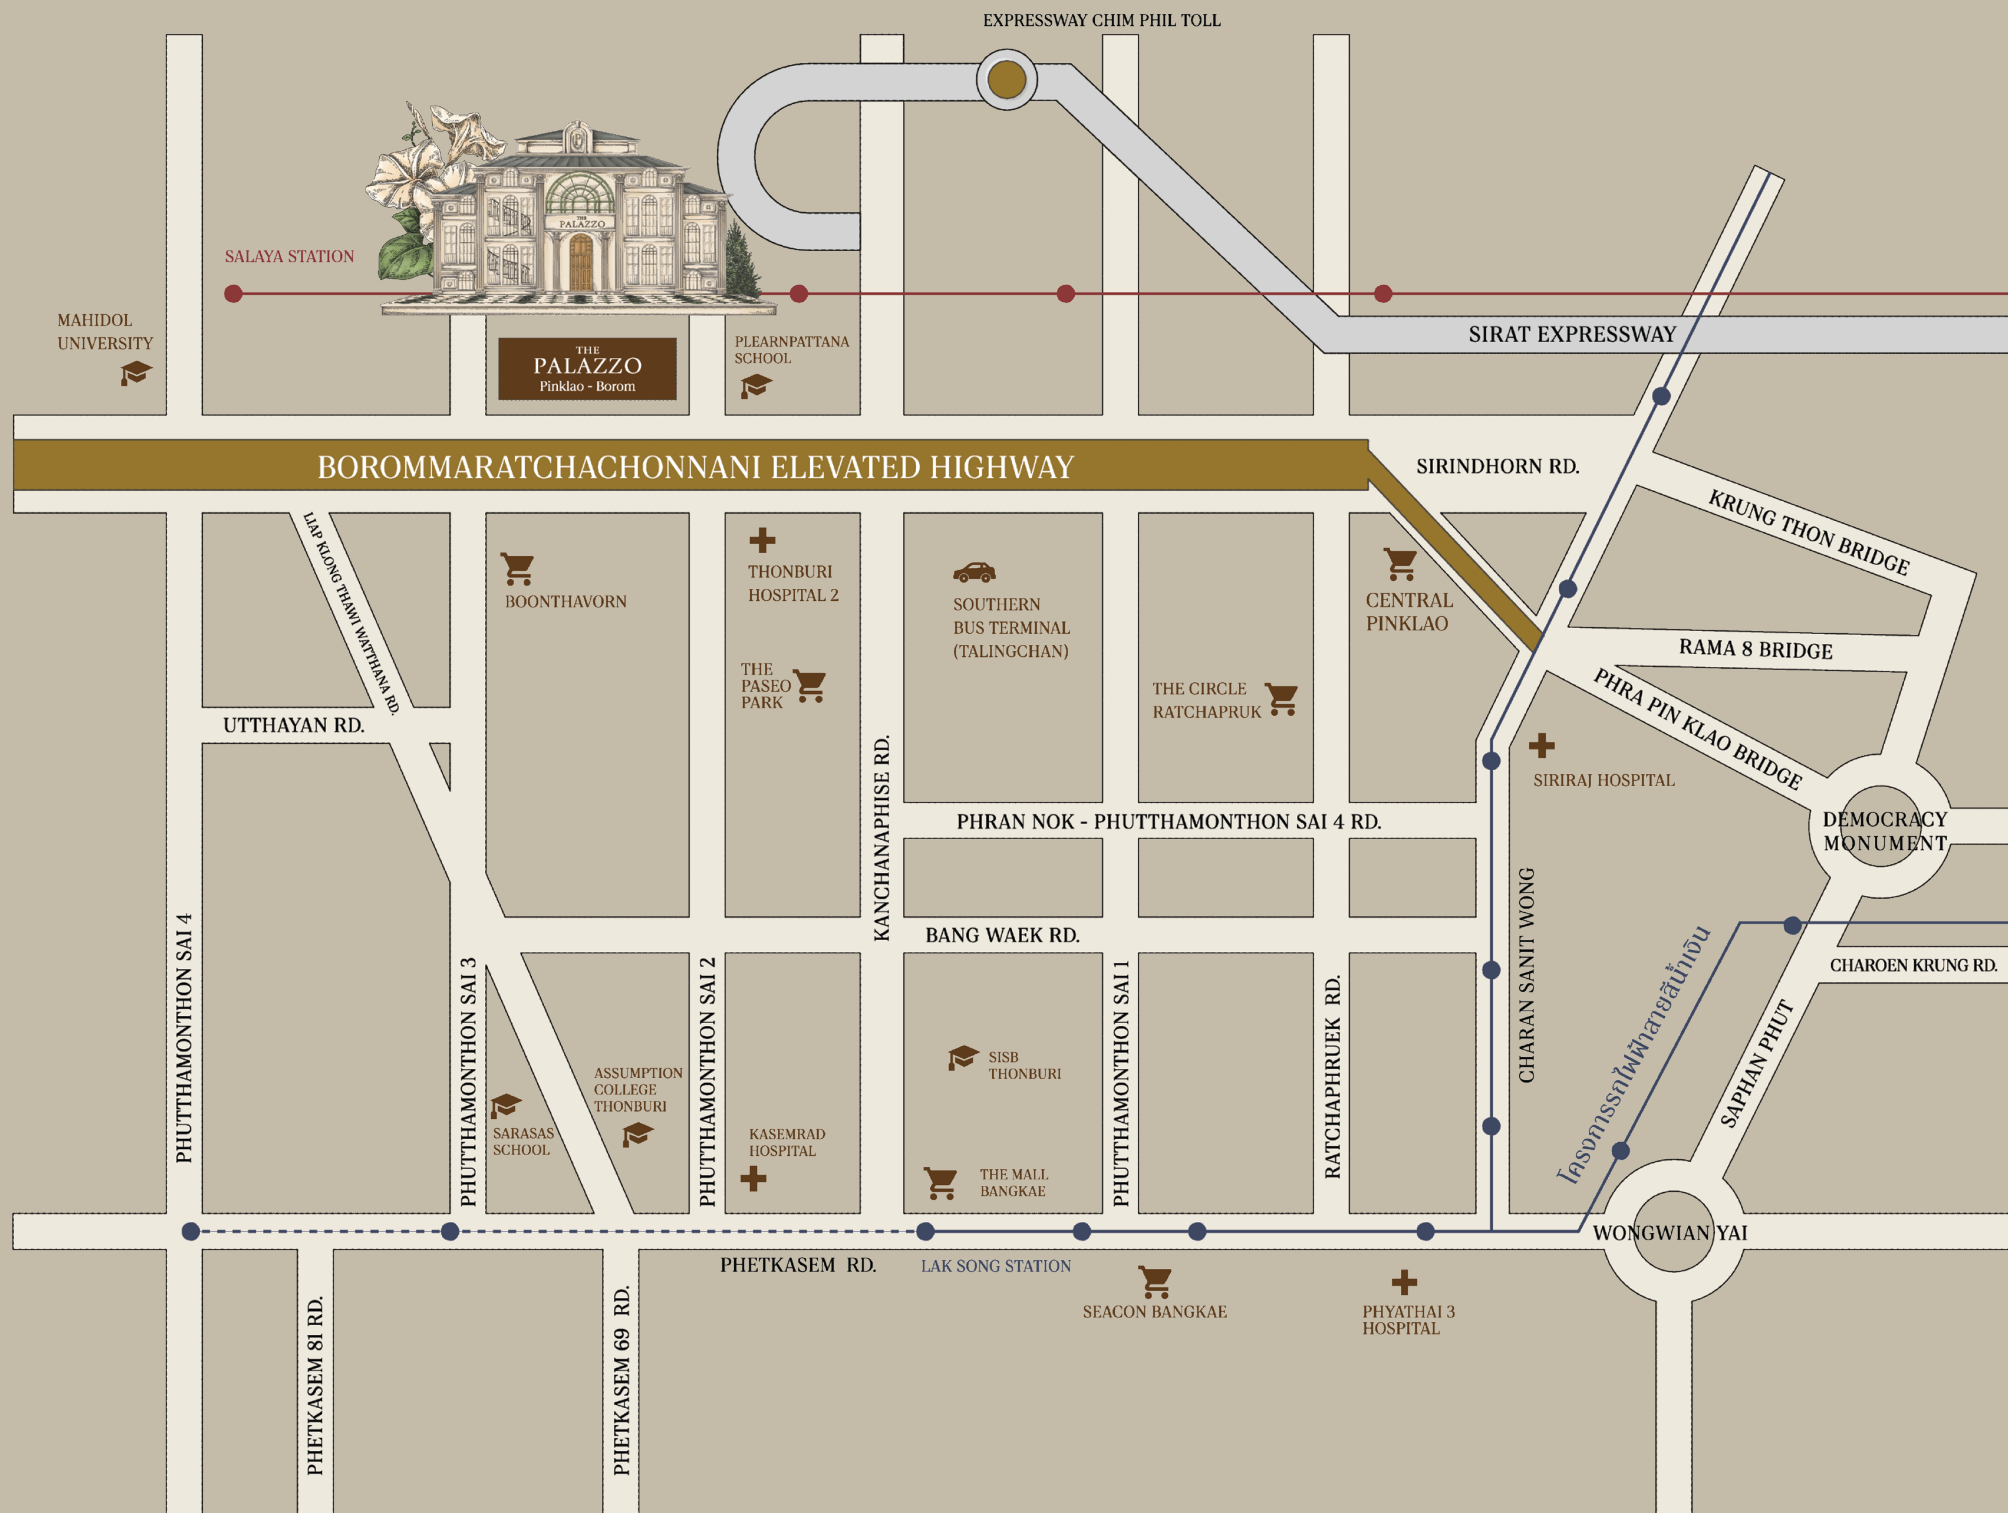 EXPRESSWAY CHIM PHIL TOLL
THE
PALAZZO
SALAYA STATION
MAHIDOL
UNIVERSITY
THE
PALAZZO
Pinklao - Borom
PLEARNPATTANA
SCHOOL
SIRAT EXPRESSWAY
BOROMMARATCHACHONNANI ELEVATED HIGHWAY
SIRINDHORN RD.
KRUNG THON BRIDGE
LIAP KLONG THAWI WATTHANA RD.
BOONTHAVORN
THONBURI
HOSPITAL 2
SOUTHERN
BUS TERMINAL
(TALINGCHAN)
CENTRAL
PINKLAO
RAMA 8 BRIDGE
THE
PASEO
PARK
THE CIRCLE
RATCHAPRUK
PHRA PIN KLAO BRIDGE
UTTHAYAN RD.
SIRIRAJ HOSPITAL
KANCHANAPHISE RD.
PHRAN NOK - PHUTTHAMONTHON SAI 4 RD.
DEMOCRACY
MONUMENT
BANG WAEK RD.
CHARAN SANIT WONG
CHAROEN KRUNG RD.
PHUTTHAMONTHON SAI 4
PHUTTHAMONTHON SAI 3
PHUTTHAMONTHON SAI 2
PHUTTHAMONTHON SAI 1
RATCHAPHRUEK RD.
โครงการรถไฟฟ้าสายสีน้ำเงิน
SAPHAN PHUT
SISB
THONBURI
ASSUMPTION
COLLEGE
THONBURI
SARASAS
SCHOOL
KASEMRAD
HOSPITAL
THE MALL
BANGKAE
WONGWIAN YAI
PHETKASEM RD.
LAK SONG STATION
SEACON BANGKAE
PHYATHAI 3
HOSPITAL
PHETKASEM 81 RD.
PHETKASEM 69 RD.